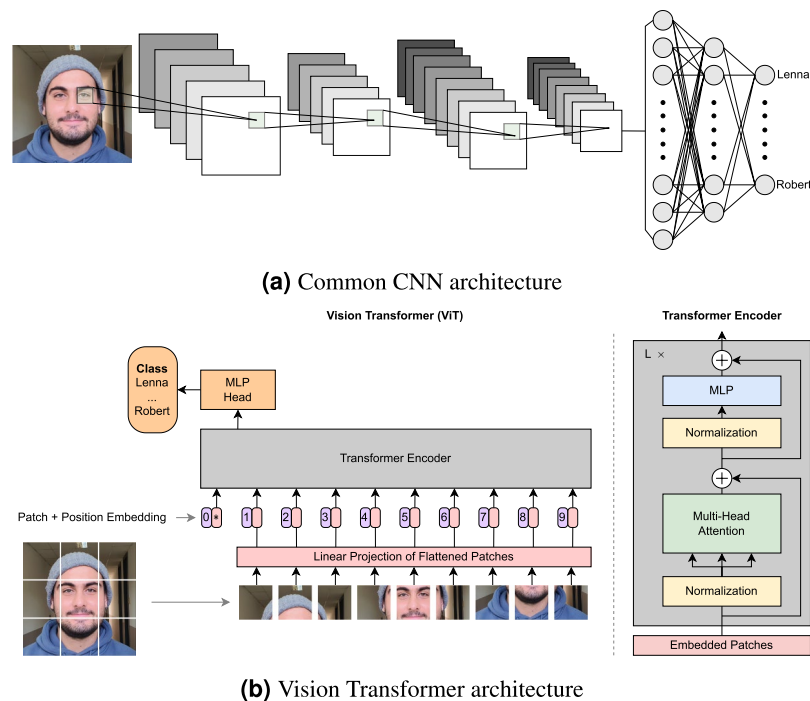 Lenna
Robert
(a) Common CNN architecture
Vision Transformer (ViT)
Class
Lenna
...
Robert
MLP
Head
Transformer Encoder
Patch + Position Embedding
0 * 1 2 3 4 5 6 7 8 9
Linear Projection of Flattened Patches
Transformer Encoder
L ×
+
MLP
Normalization
+
Multi-Head
Attention
Normalization
Embedded Patches
(b) Vision Transformer architecture